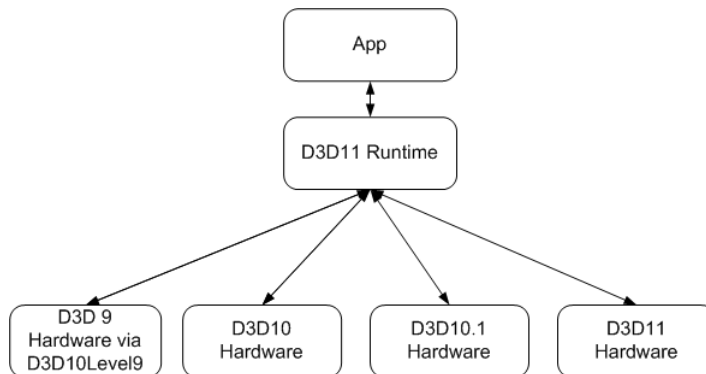 App
D3D11 Runtime
D3D 9
Hardware via
D3D10Level9
D3D10
Hardware
D3D10.1
Hardware
D3D11
Hardware